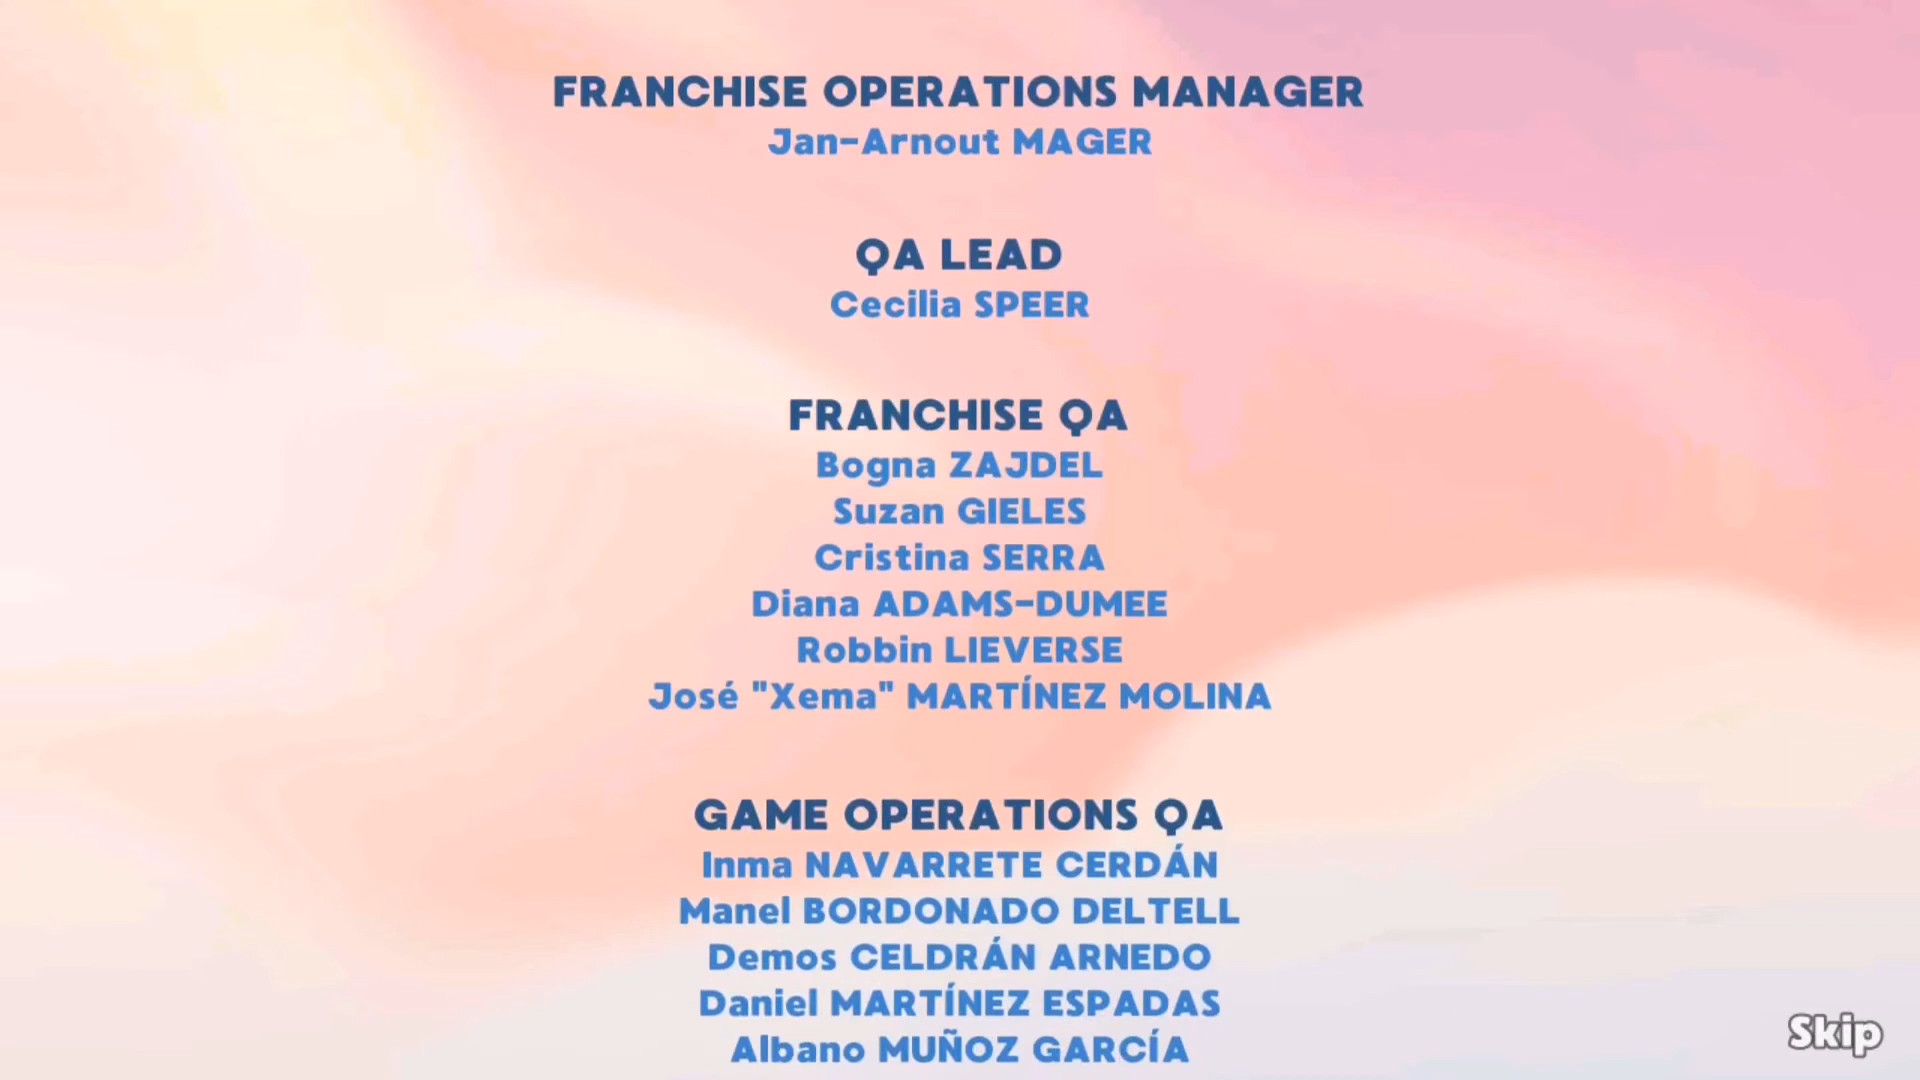 FRANCHISE OPERATIONS MANAGER
Jan-Arnout MAGER
QA LEAD
Cecilia SPEER
FRANCHISE QA
Bogna ZAJDEL
Suzan GIELES
Cristina SERRA
Diana ADAMS-DUMEE
Robbin LIEVERSE
José "Xema" MARTÍNEZ MOLINA
GAME OPERATIONS QA
Inma NAVARRETE CERDÁN
Manel BORDONADO DELTELL
Demos CELDRÁN ARNEDO
Daniel MARTÍNEZ ESPADAS
Albano MUÑOZ GARCÍA
Skip